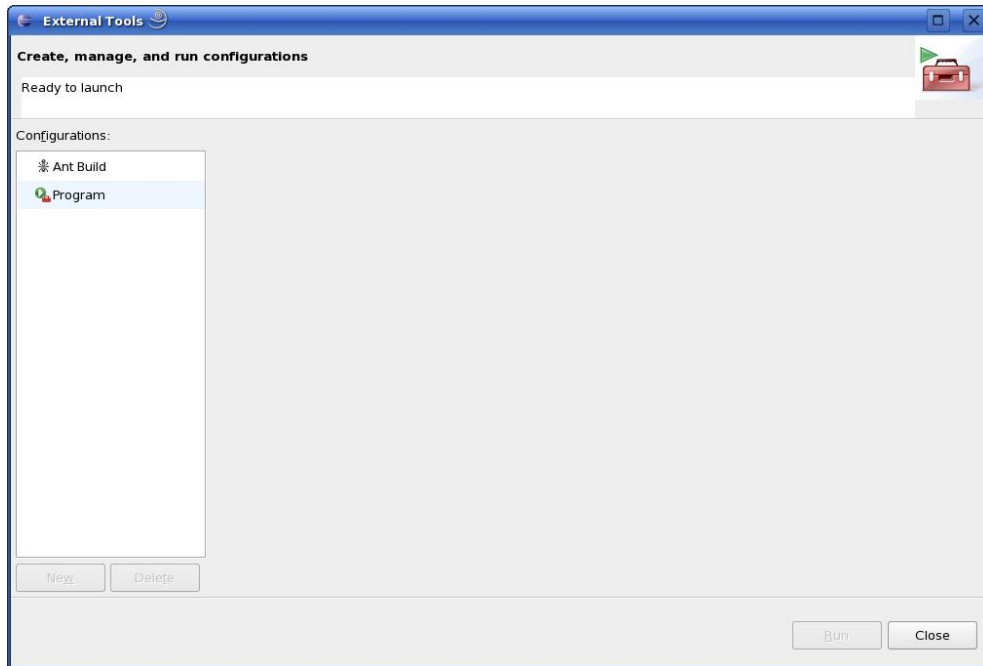 External Tools
Create, manage, and run configurations
Ready to launch
Configurations:
Ant Build
Program
New Delete
Run Close